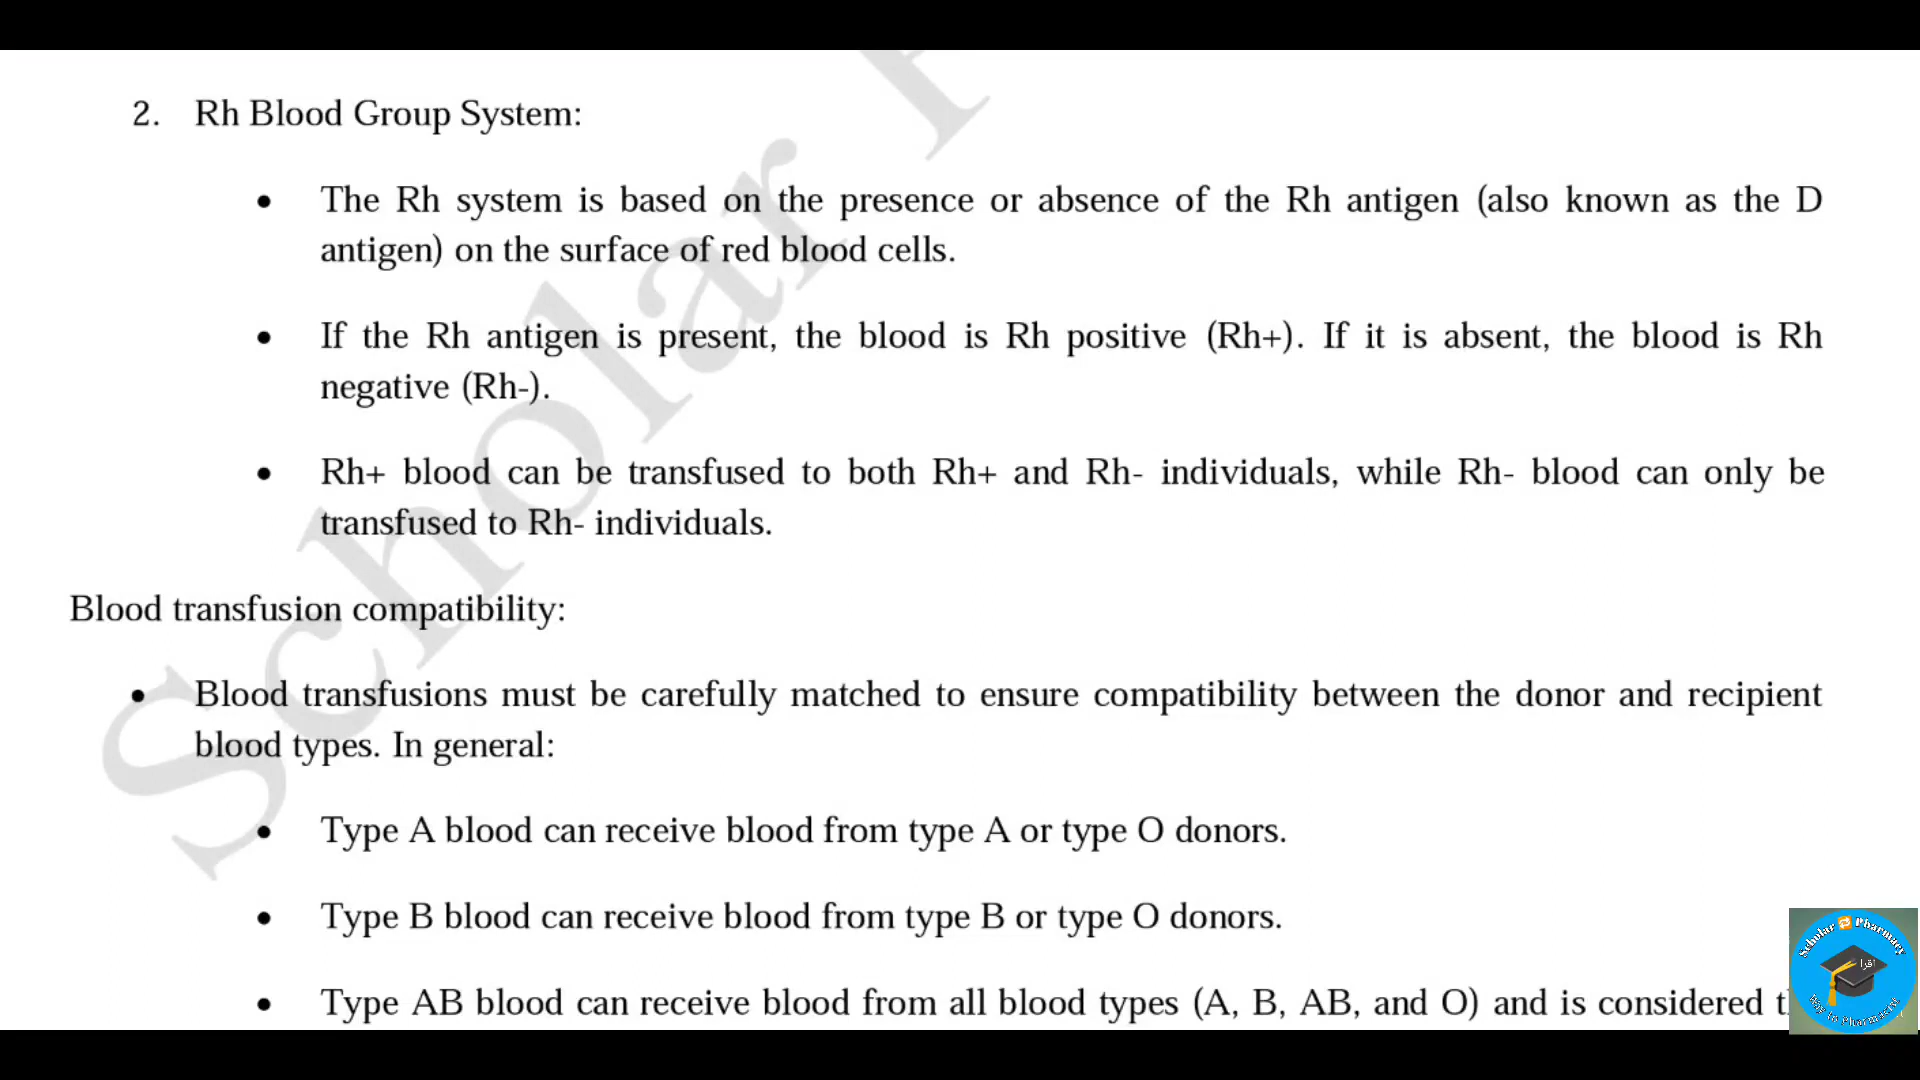 2. Rh Blood Group System:
• The Rh system is based on the presence or absence of the Rh antigen (also known as the D
antigen) on the surface of red blood cells.
• If the Rh antigen is present, the blood is Rh positive (Rh+). If it is absent, the blood is Rh
negative (Rh-).
• Rh+ blood can be transfused to both Rh+ and Rh- individuals, while Rh- blood can only be
transfused to Rh- individuals.
Blood transfusion compatibility:
• Blood transfusions must be carefully matched to ensure compatibility between the donor and recipient
blood types. In general:
• Type A blood can receive blood from type A or type O donors.
• Type B blood can receive blood from type B or type O donors.
• Type AB blood can receive blood from all blood types (A, B, AB, and O) and is considered
Scholar
Scholar Pharmacy
اقرا